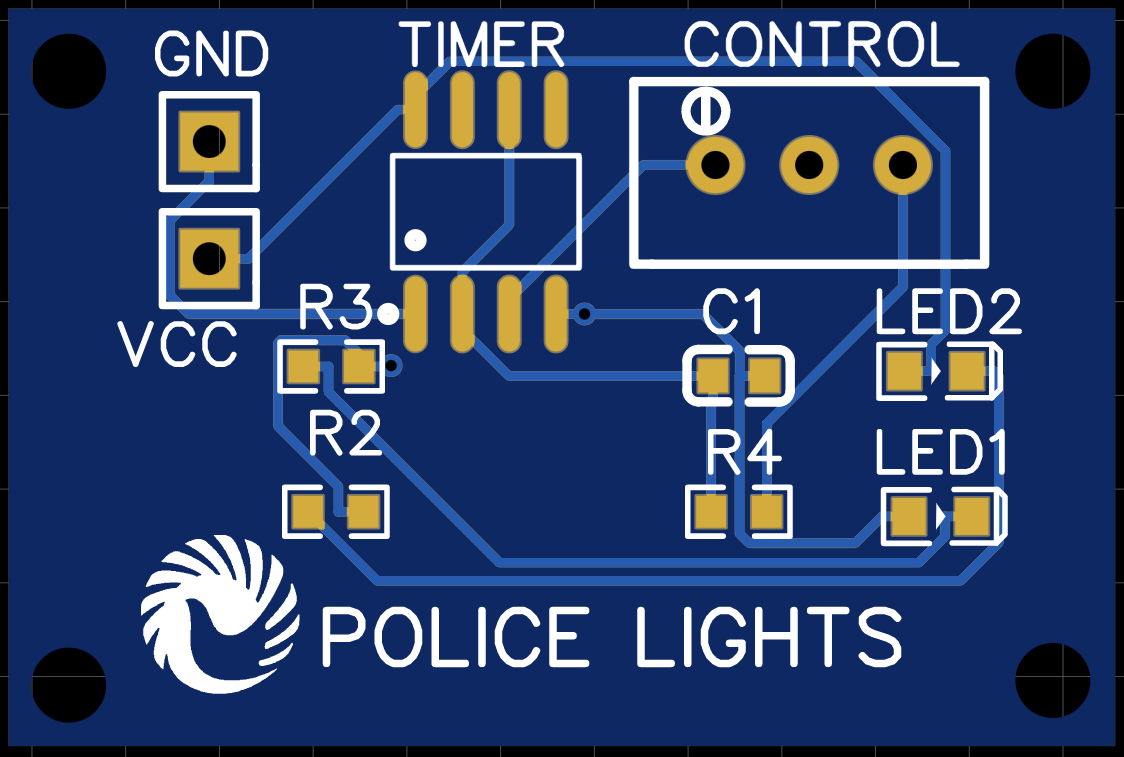 GND
TIMER
CONTROL
VCC
R3
C1
LED2
R2
R4
LED1
POLICE LIGHTS